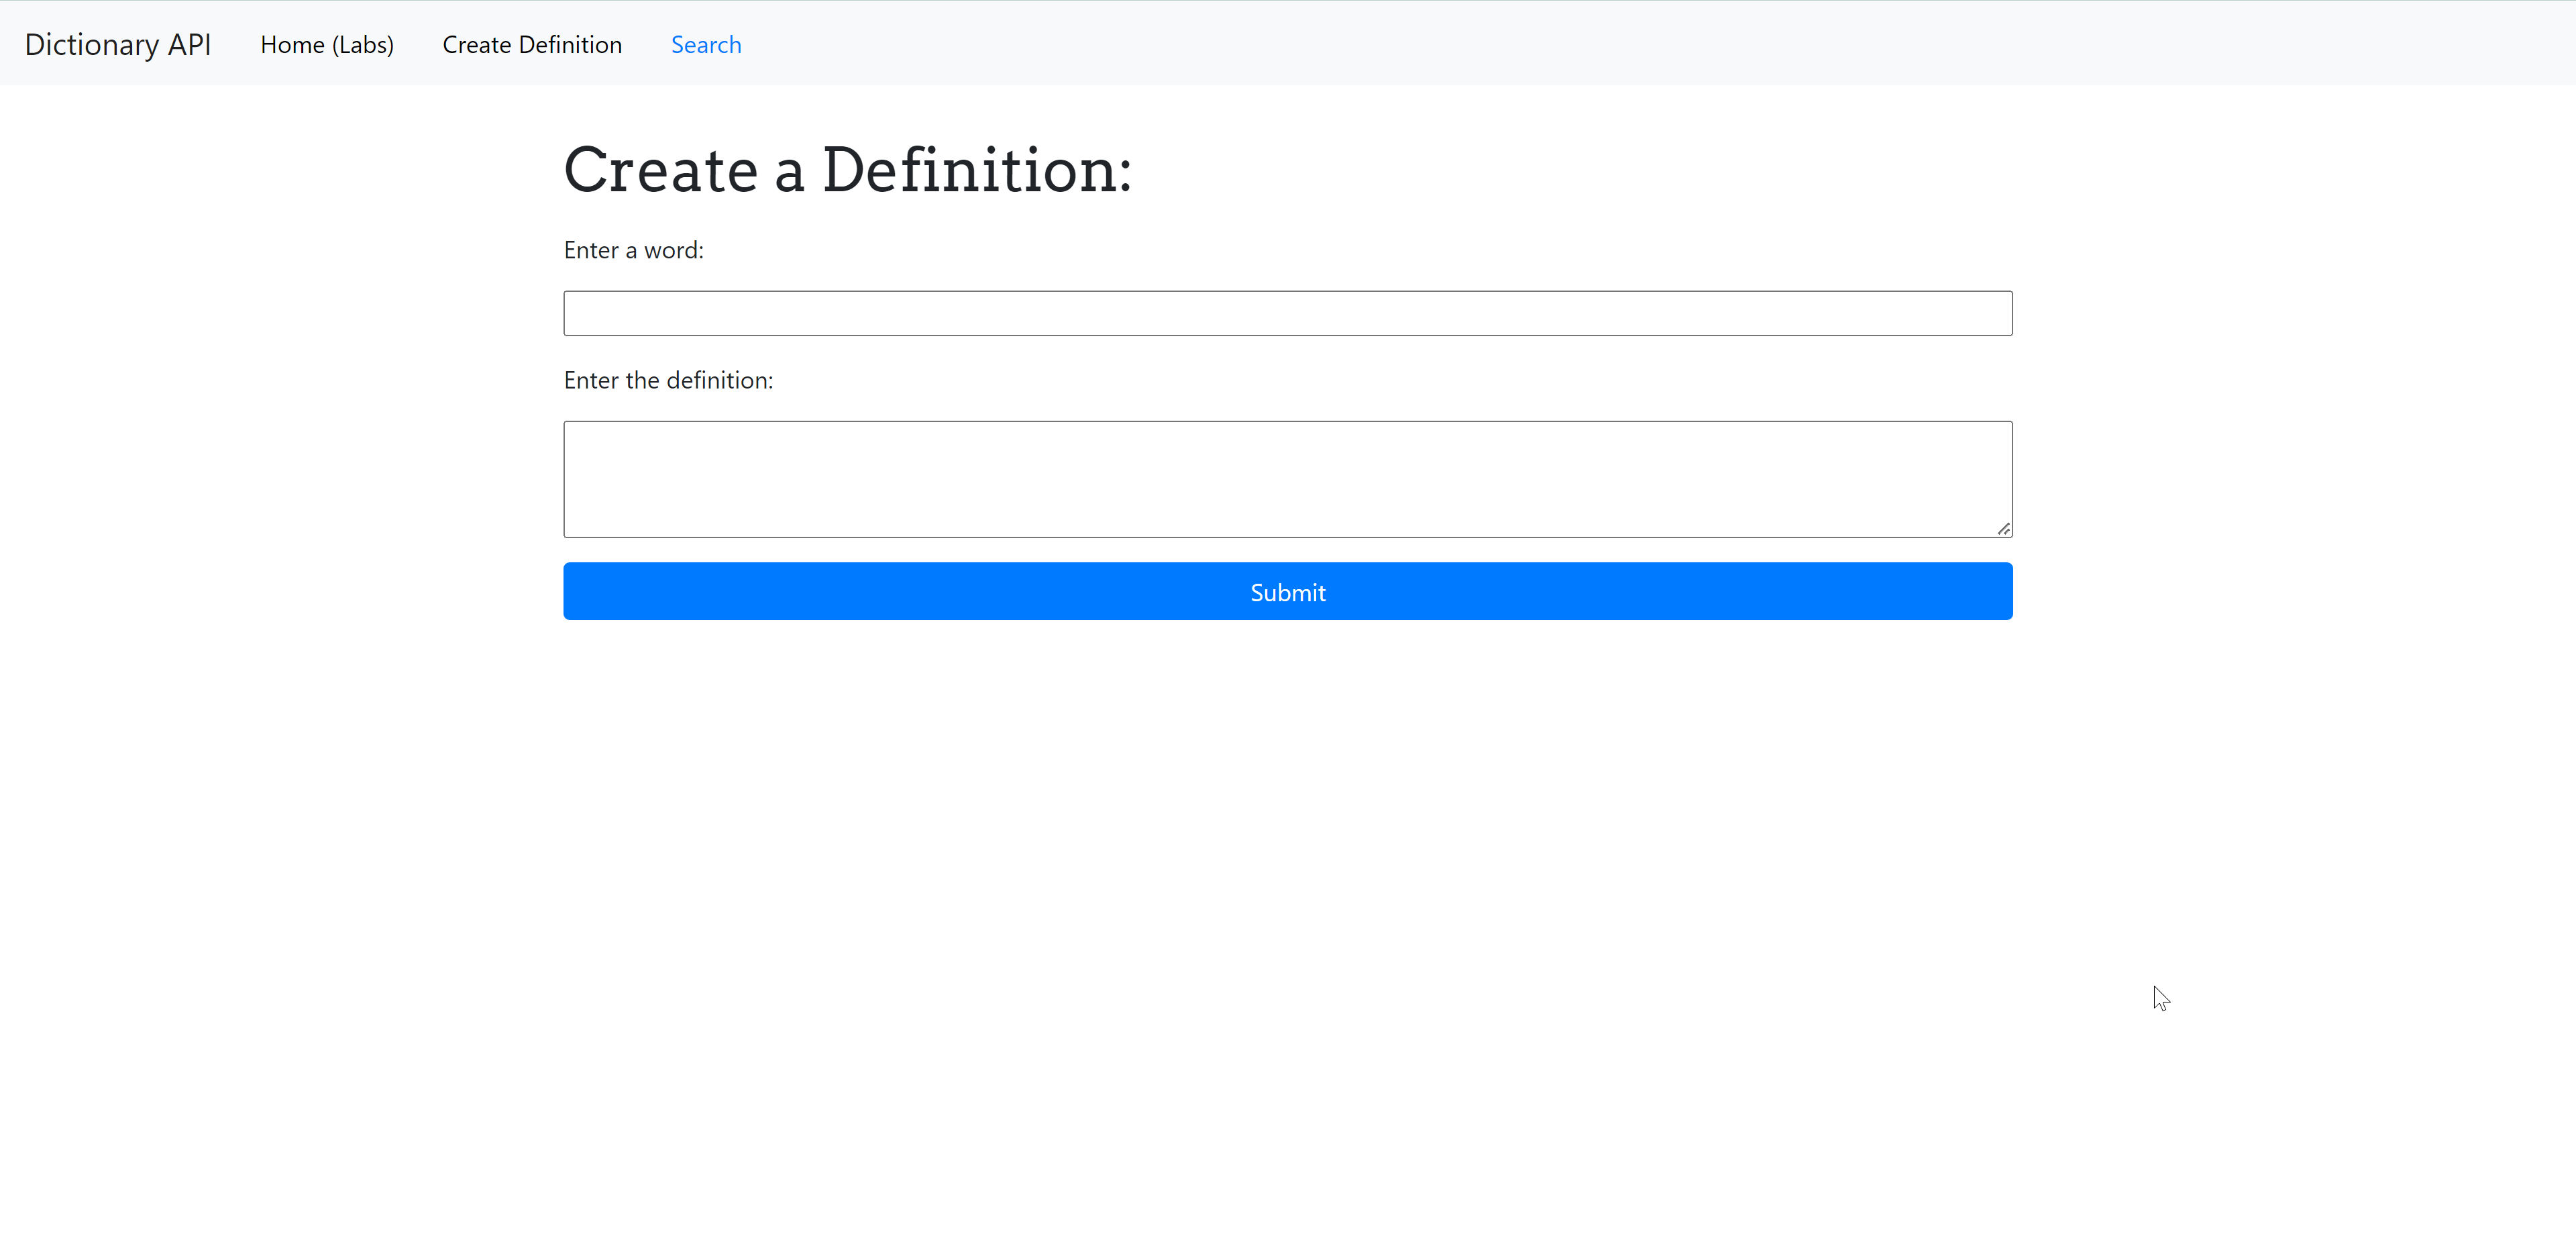 Dictionary API Home (Labs) Create Definition Search
Create a Definition:
Enter a word:
Enter the definition:
Submit